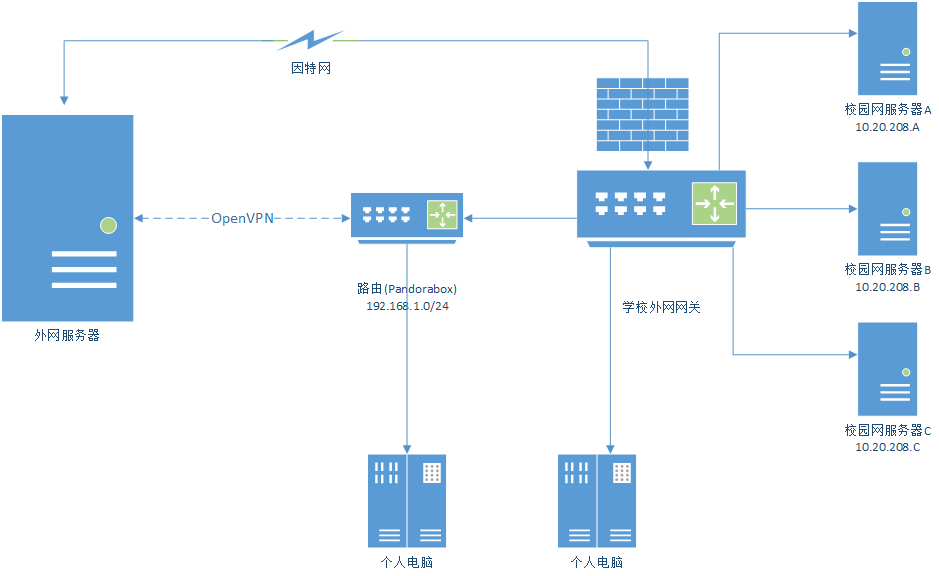 因特网
校园网服务器A
10.20.208.A
OpenVPN
校园网服务器B
10.20.208.B
路由(Pandorabox)
192.168.1.0/24
学校外网网关
外网服务器
校园网服务器C
10.20.208.C
个人电脑
个人电脑